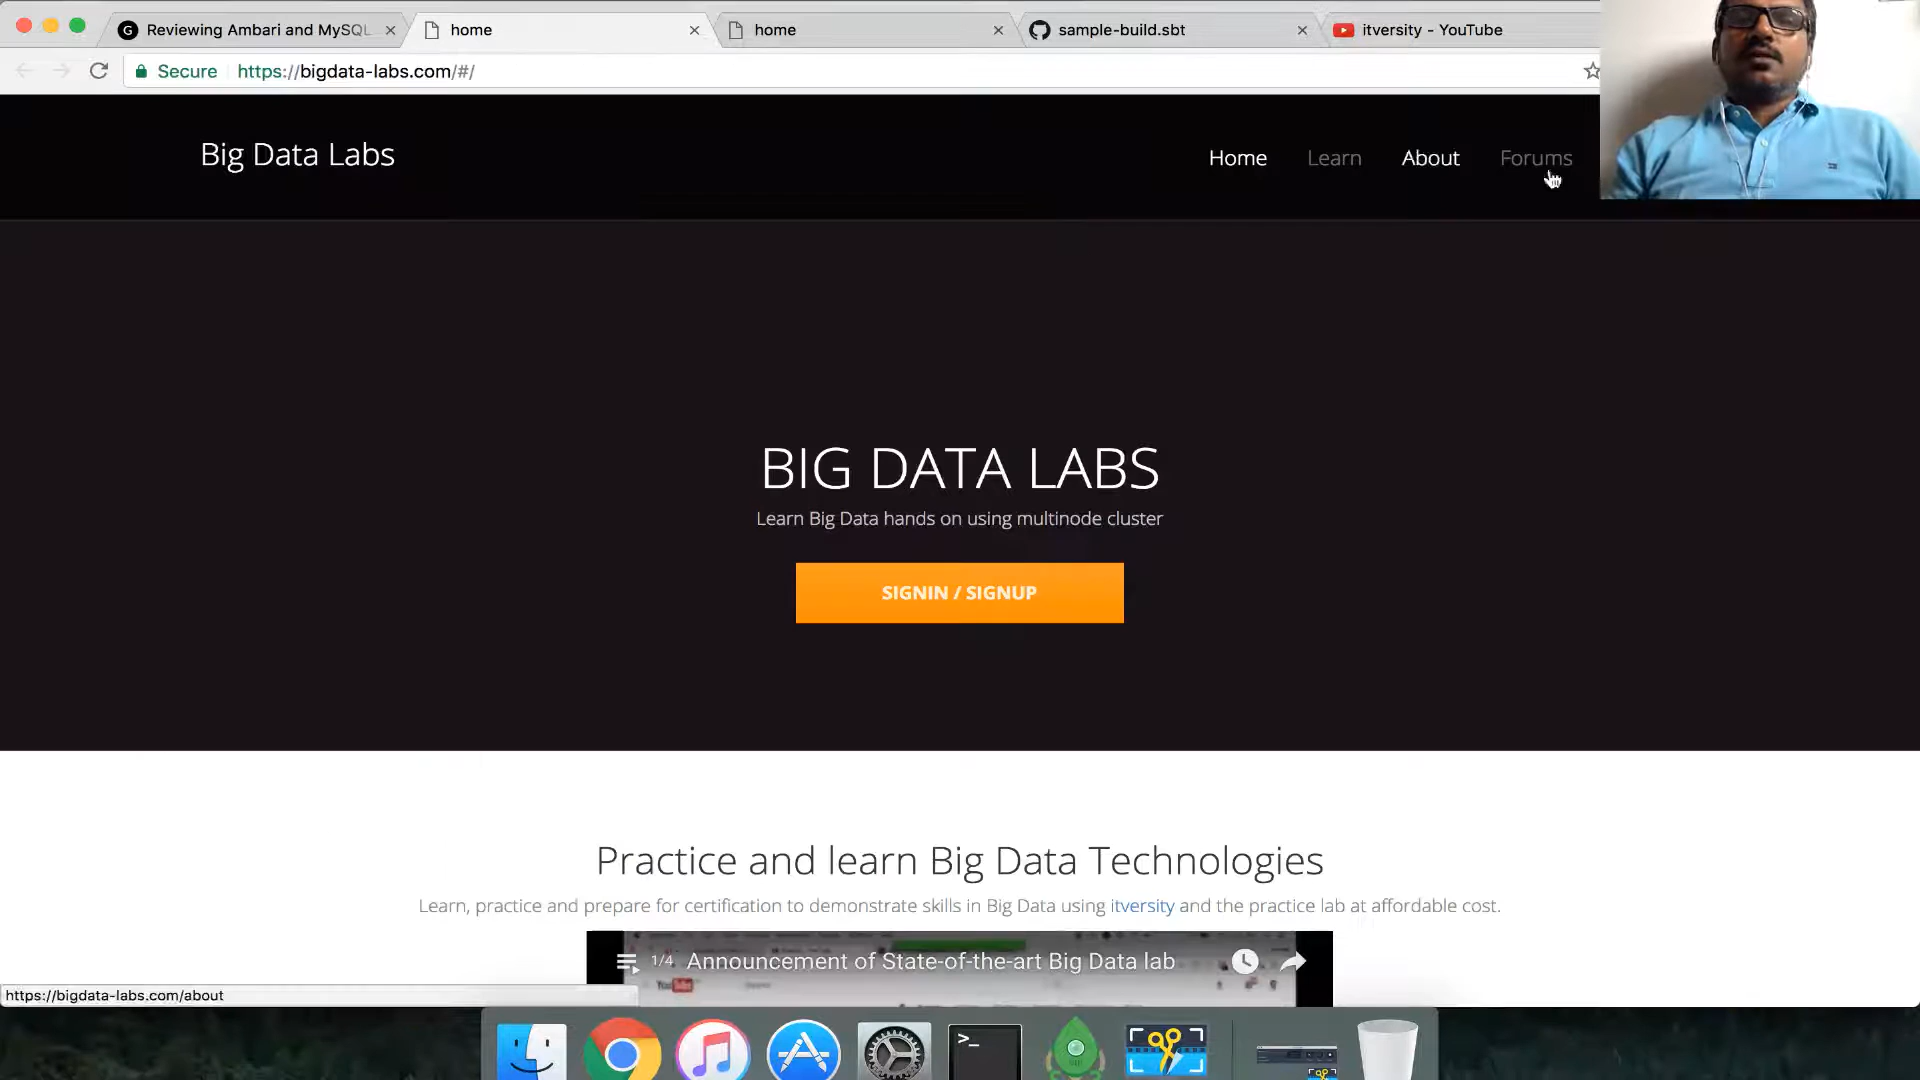 Reviewing Ambari and MySQL
home
home
sample-build.sbt
itversity - YouTube
Secure
https://bigdata-labs.com/#/
Big Data Labs
Home
Learn
About
Forums
BIG DATA LABS
Learn Big Data hands on using multinode cluster
SIGNIN / SIGNUP
Practice and learn Big Data Technologies
Learn, practice and prepare for certification to demonstrate skills in Big Data using itversity and the practice lab at affordable cost.
1/4 Announcement of State-of-the-art Big Data lab
YouTube
https://bigdata-labs.com/about
>_